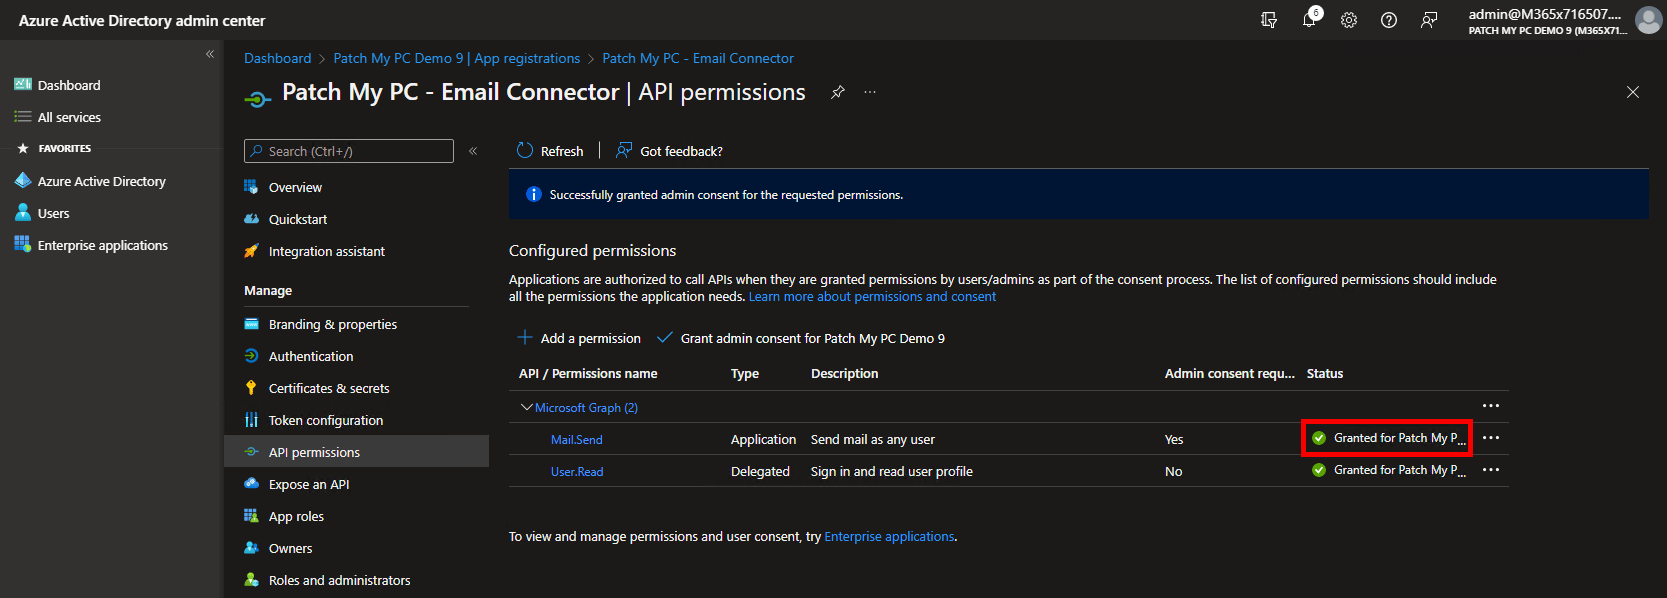 Azure Active Directory admin center
6
admin@M365x716507....
PATCH MY PC DEMO 9 (M365X71...
«
Dashboard
All services
FAVORITES
Azure Active Directory
Users
Enterprise applications
Dashboard > Patch My PC Demo 9 | App registrations > Patch My PC - Email Connector
Patch My PC - Email Connector | API permissions ...
Search (Ctrl+/) «
Overview
Quickstart
Integration assistant
Manage
Branding & properties
Authentication
Certificates & secrets
Token configuration
API permissions
Expose an API
App roles
Owners
Roles and administrators
Refresh | Got feedback?
Successfully granted admin consent for the requested permissions.
Configured permissions
Applications are authorized to call APIs when they are granted permissions by users/admins as part of the consent process. The list of configured permissions should include
all the permissions the application needs. Learn more about permissions and consent
Add a permission Grant admin consent for Patch My PC Demo 9
API / Permissions name Type Description Admin consent requ... Status
Microsoft Graph (2) ...
Mail.Send Application Send mail as any user Yes Granted for Patch My P... ...
User.Read Delegated Sign in and read user profile No Granted for Patch My P... ...
To view and manage permissions and user consent, try Enterprise applications.